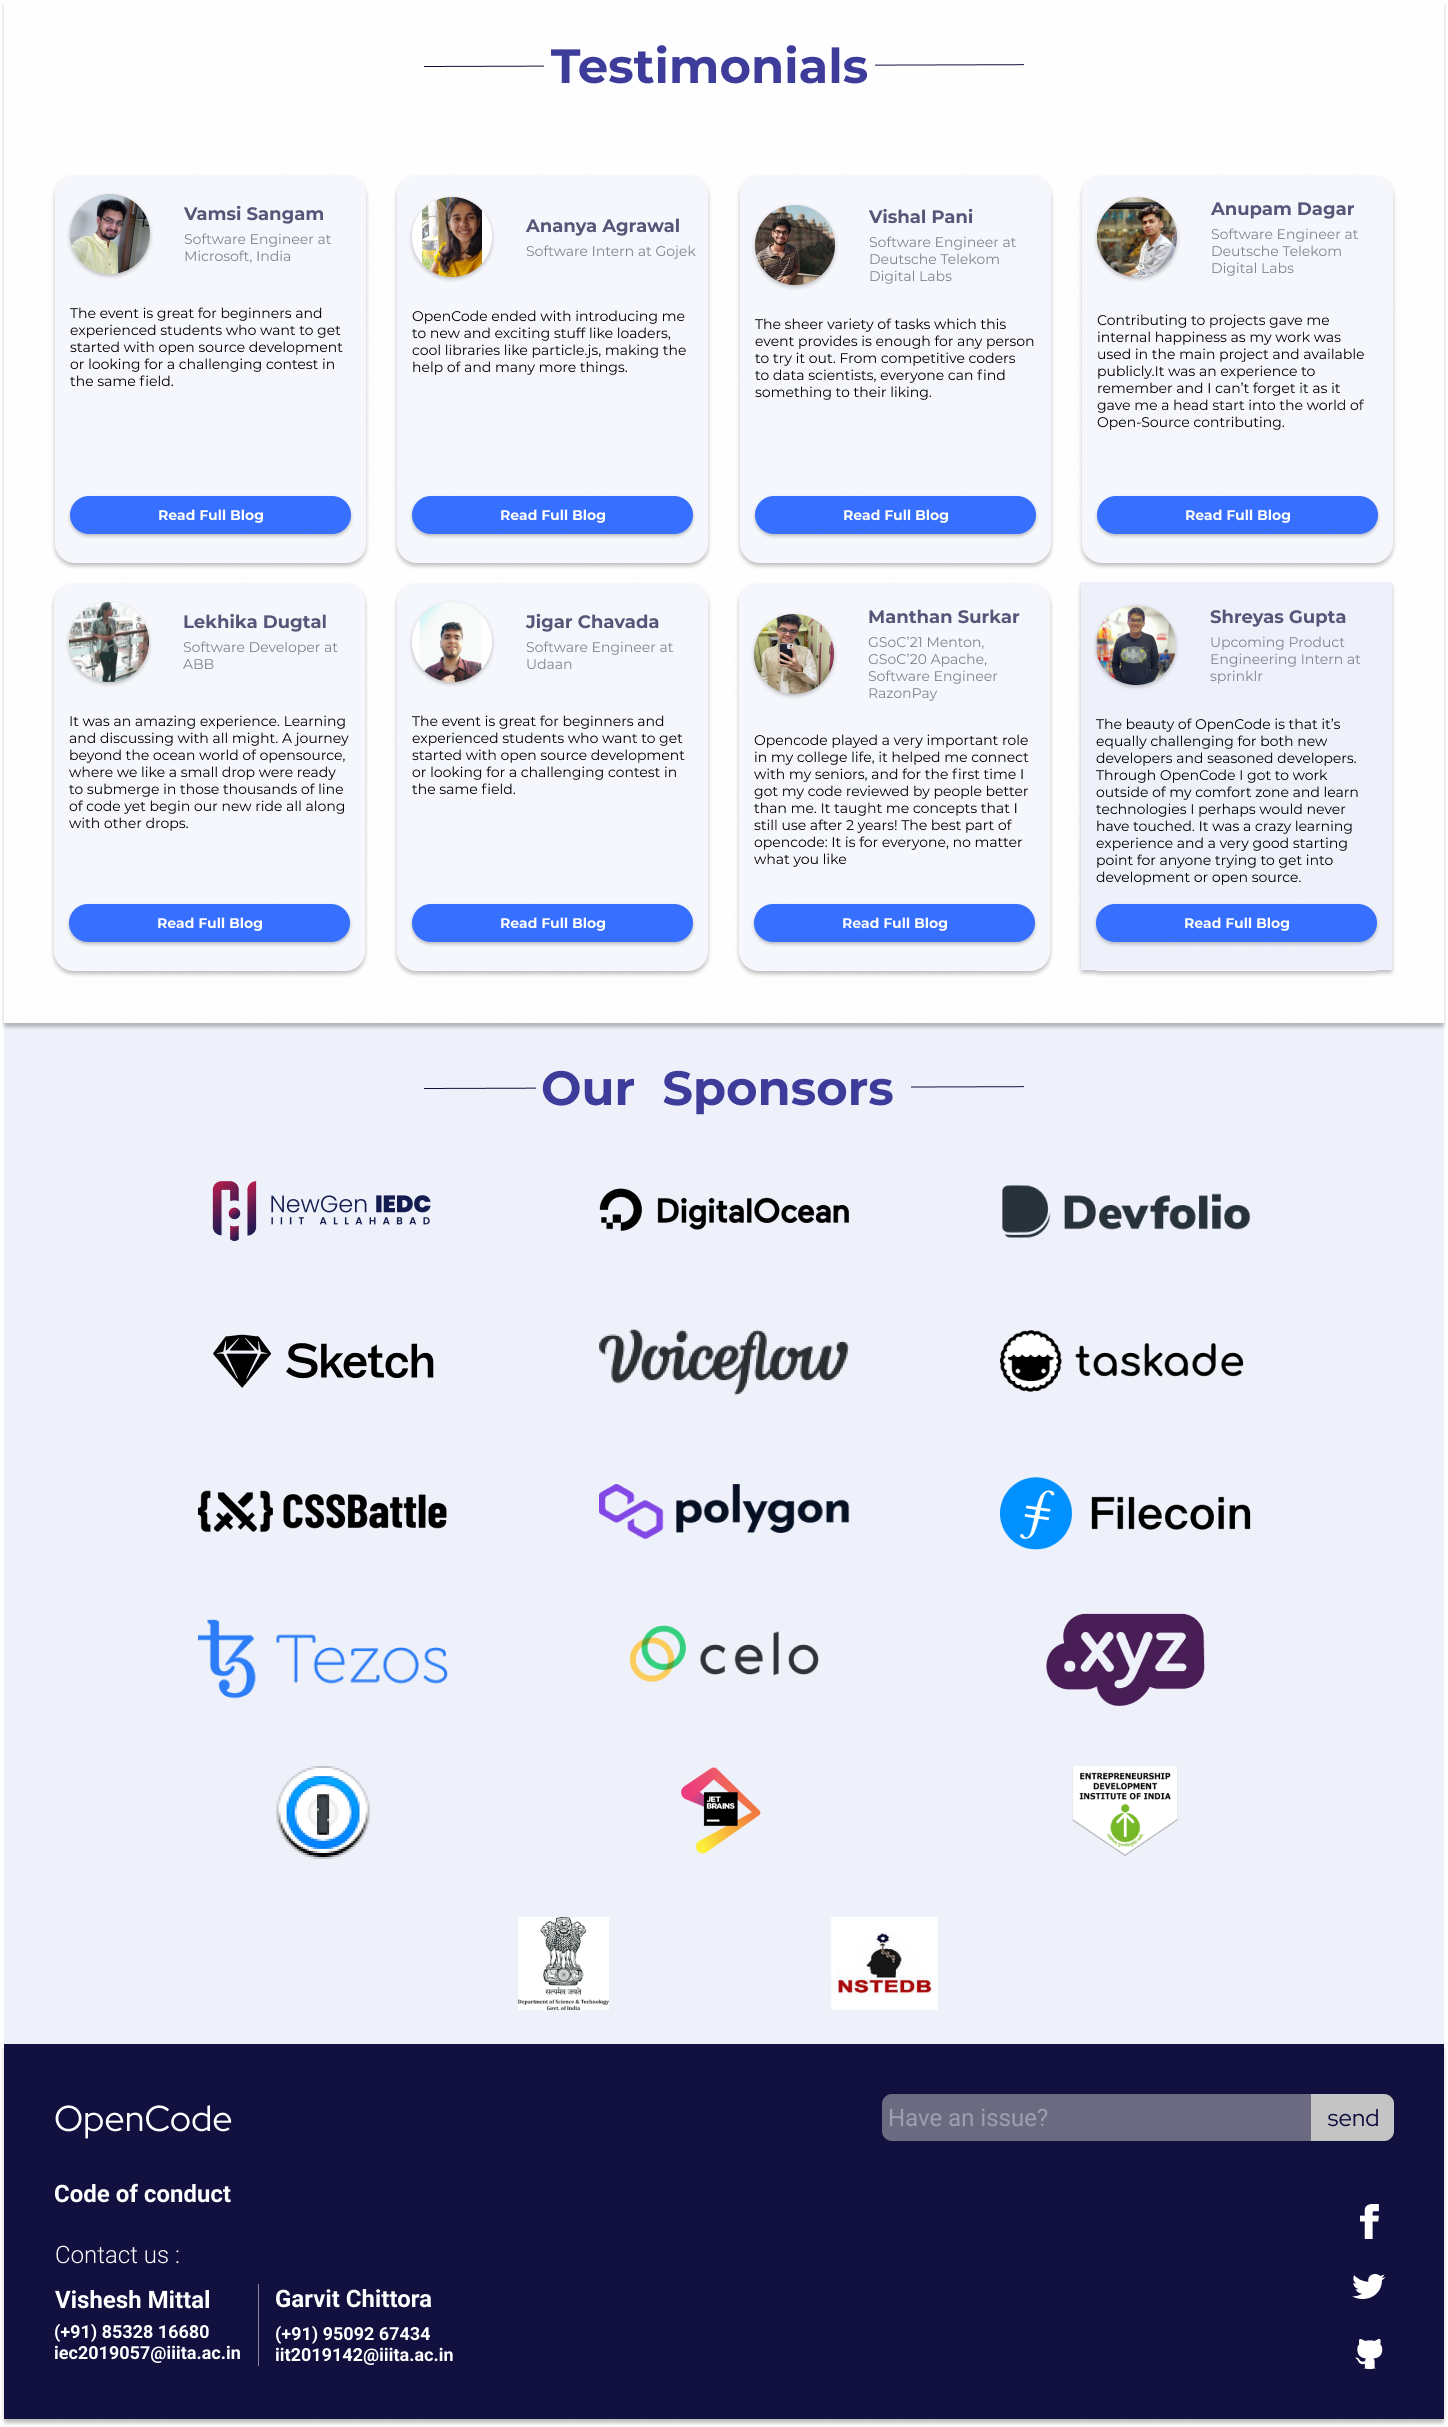 Testimonials
Vamsi Sangam
Software Engineer at
Microsoft, India
The event is great for beginners and
experienced students who want to get
started with open source development
or looking for a challenging contest in
the same field.
Read Full Blog
Ananya Agrawal
Software Intern at Gojek
OpenCode ended with introducing me
to new and exciting stuff like loaders,
cool libraries like particle.js, making the
help of and many more things.
Read Full Blog
Vishal Pani
Software Engineer at
Deutsche Telekom
Digital Labs
The sheer variety of tasks which this
event provides is enough for any person
to try it out. From competitive coders
to data scientists, everyone can find
something to their liking.
Read Full Blog
Anupam Dagar
Software Engineer at
Deutsche Telekom
Digital Labs
Contributing to projects gave me
internal happiness as my work was
used in the main project and available
publicly.It was an experience to
remember and I can’t forget it as it
gave me a head start into the world of
Open-Source contributing.
Read Full Blog
Lekhika Dugtal
Software Developer at
ABB
It was an amazing experience. Learning
and discussing with all might. A journey
beyond the ocean world of opensource,
where we like a small drop were ready
to submerge in those thousands of line
of code yet begin our new ride all along
with other drops.
Read Full Blog
Jigar Chavada
Software Engineer at
Udaan
The event is great for beginners and
experienced students who want to get
started with open source development
or looking for a challenging contest in
the same field.
Read Full Blog
Manthan Surkar
GSoC’21 Menton,
GSoC’20 Apache,
Software Engineer
RazonPay
Opencode played a very important role
in my college life, it helped me connect
with my seniors, and for the first time I
got my code reviewed by people better
than me. It taught me concepts that I
still use after 2 years! The best part of
opencode: It is for everyone, no matter
what you like
Read Full Blog
Shreyas Gupta
Upcoming Product
Engineering Intern at
sprinklr
The beauty of OpenCode is that it’s
equally challenging for both new
developers and seasoned developers.
Through OpenCode I got to work
outside of my comfort zone and learn
technologies I perhaps would never
have touched. It was a crazy learning
experience and a very good starting
point for anyone trying to get into
development or open source.
Read Full Blog
Our Sponsors
NewGen IEDC
IIIT ALLAHABAD
DigitalOcean
Devfolio
Sketch
Voiceflow
taskade
{X} CSSBattle
polygon
Filecoin
Tezos
celo
.xyz
JET
BRAINS
ENTREPRENEURSHIP
DEVELOPMENT
INSTITUTE OF INDIA
सत्यमेव जयते
Department of Science & Technology
Govt. of India
NSTEDB
OpenCode
Have an issue?
send
Code of conduct
Contact us :
Vishesh Mittal
(+91) 85328 16680
iec2019057@iiita.ac.in
Garvit Chittora
(+91) 95092 67434
iit2019142@iiita.ac.in